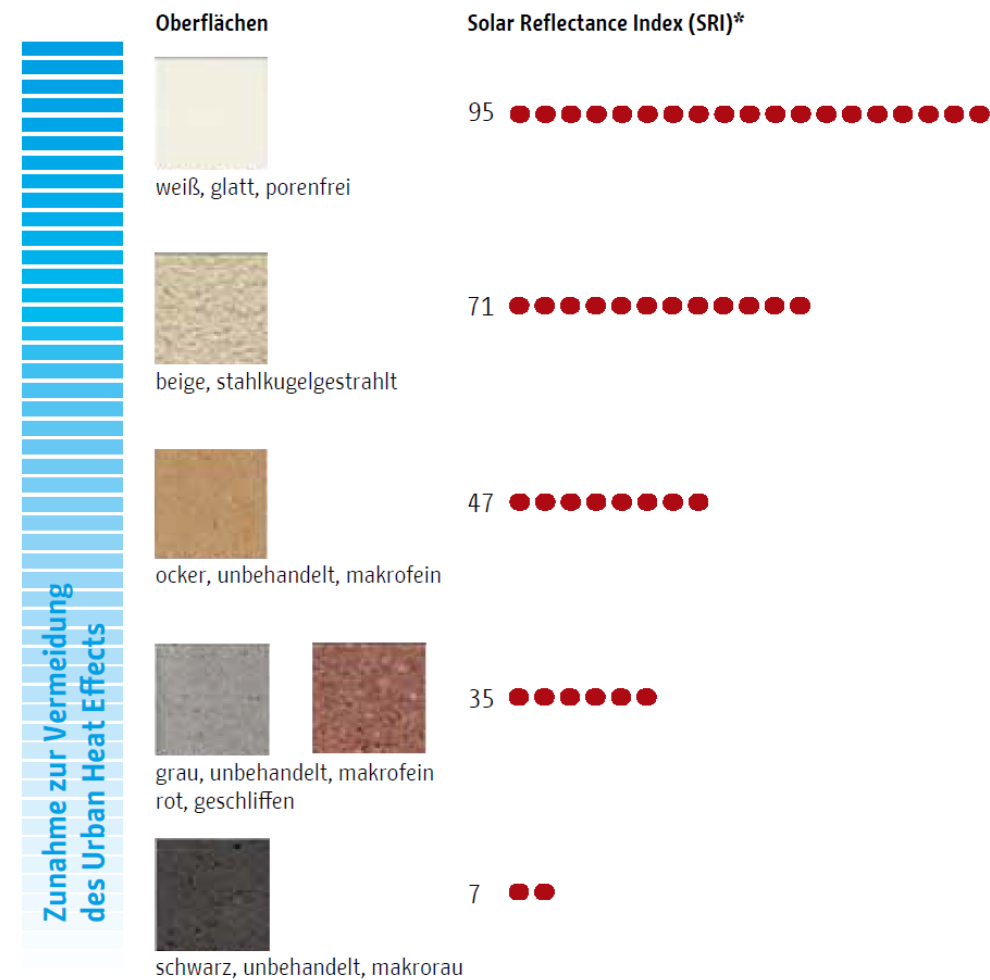 Oberflächen
Solar Reflectance Index (SRI)*
95
weiß, glatt, porenfrei
71
beige, stahlkugelgestrahlt
47
ocker, unbehandelt, makrofein
35
grau, unbehandelt, makrofein
rot, geschliffen
7
schwarz, unbehandelt, makrorau
Zunahme zur Vermeidung
des Urban Heat Effects